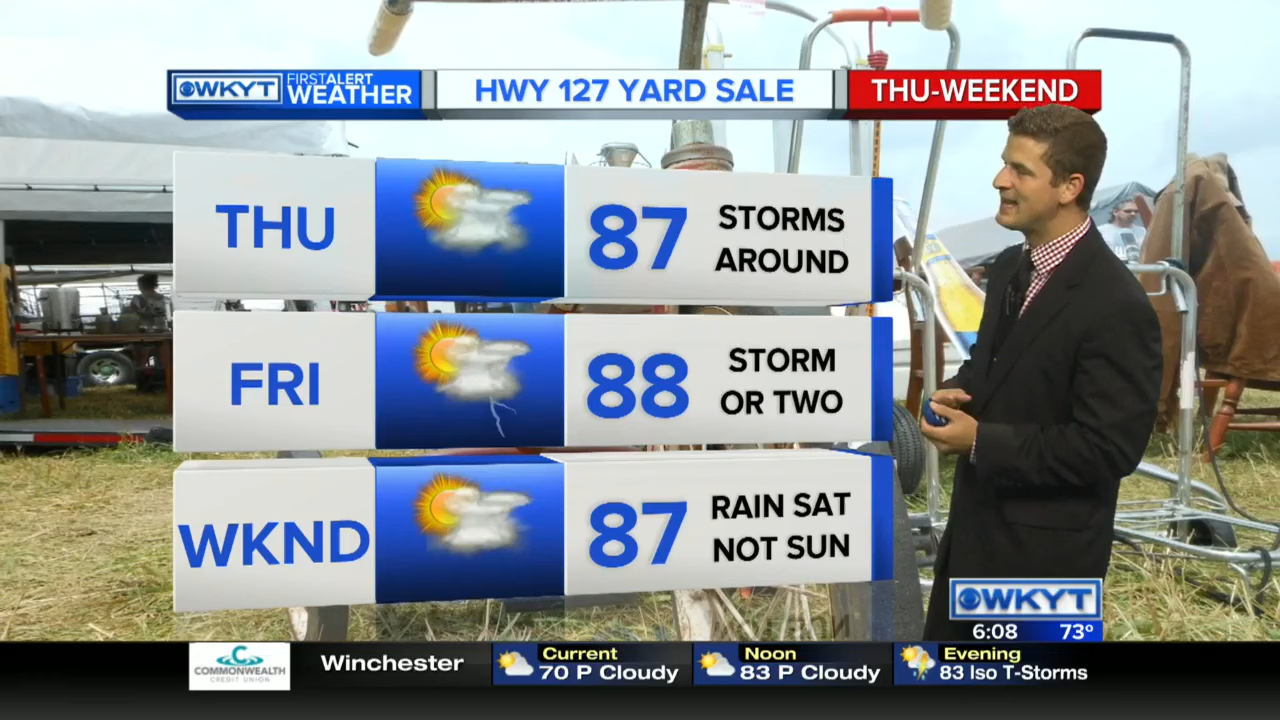 WKYT
FIRST ALERT
WEATHER
HWY 127 YARD SALE
THU-WEEKEND
THU
87
STORMS
AROUND
FRI
88
STORM
OR TWO
WKND
87
RAIN SAT
NOT SUN
WKYT
6:08 73°
COMMONWEALTH
CREDIT UNION
Winchester
Current
70 P Cloudy
Noon
83 P Cloudy
Evening
83 Iso T-Storms